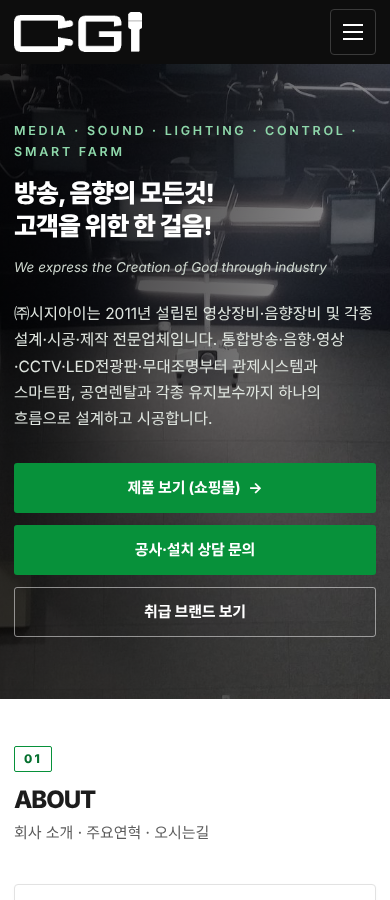 CGI
MEDIA · SOUND · LIGHTING · CONTROL ·
SMART FARM
방송, 음향의 모든것!
고객을 위한 한 걸음!
We express the Creation of God through industry
㈜시지아이는 2011년 설립된 영상장비·음향장비 및 각종
설계·시공·제작 전문업체입니다. 통합방송·음향·영상
·CCTV·LED전광판·무대조명부터 관제시스템과
스마트팜, 공연렌탈과 각종 유지보수까지 하나의
흐름으로 설계하고 시공합니다.
제품 보기 (쇼핑몰) →
공사·설치 상담 문의
취급 브랜드 보기
01
ABOUT
회사 소개 · 주요연혁 · 오시는길